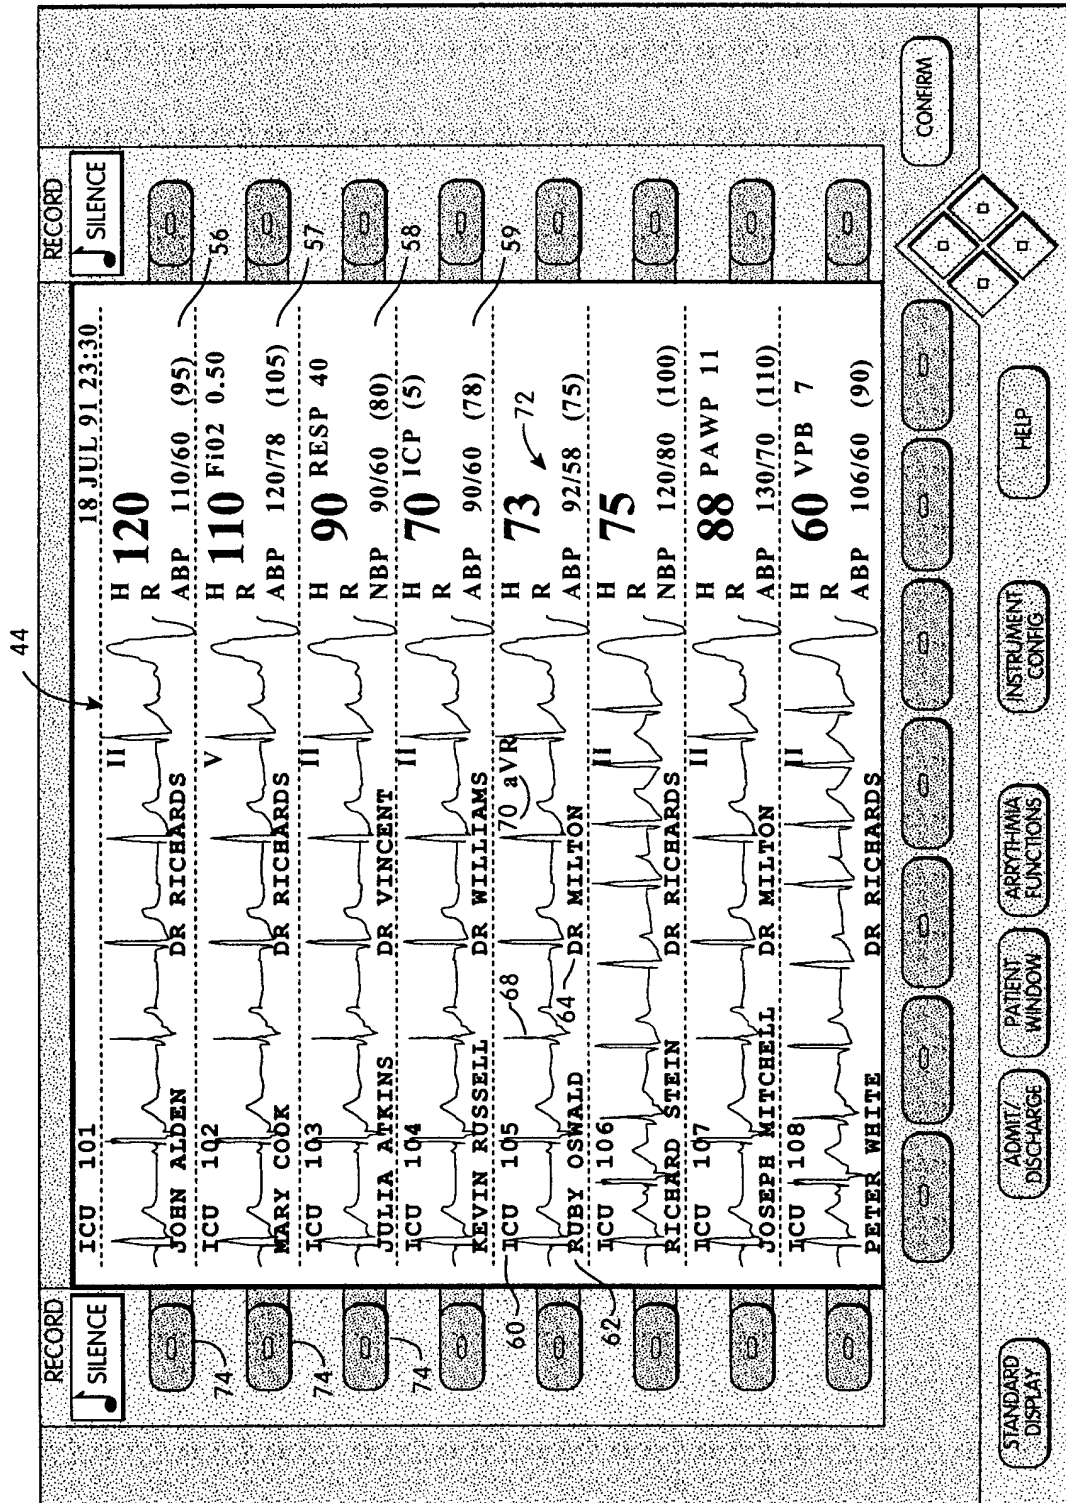 44
RECORD
SILENCE
RECORD
SILENCE
18 JUL 91 23:30
ICU 101
II
H
R
120
JOHN ALDEN
DR RICHARDS
ABP 110/60 (95)
56
74
ICU 102
V
H
R
110
Fi02 0.50
MARY COOK
DR RICHARDS
ABP 120/78 (105)
57
74
ICU 103
II
H
R
90
RESP 40
JULIA ATKINS
DR VINCENT
NBP 90/60 (80)
58
74
ICU 104
II
H
R
70
ICP (5)
KEVIN RUSSELL
DR WILLIAMS
ABP 90/60 (78)
59
60
ICU 105
68
70
aVR
H
R
73
72
RUBY OSWALD
64
DR MILTON
ABP 92/58 (75)
62
ICU 106
II
H
R
75
RICHARD STEIN
DR RICHARDS
NBP 120/80 (100)
ICU 107
II
H
R
88
PAWP 11
JOSEPH MITCHELL
DR MILTON
ABP 130/70 (110)
ICU 108
II
H
R
60
VPB 7
PETER WHITE
DR RICHARDS
ABP 106/60 (90)
CONFIRM
STANDARD
DISPLAY
ADMIT/
DISCHARGE
PATIENT
WINDOW
ARRYTHMIA
FUNCTIONS
INSTRUMENT
CONFIG
HELP